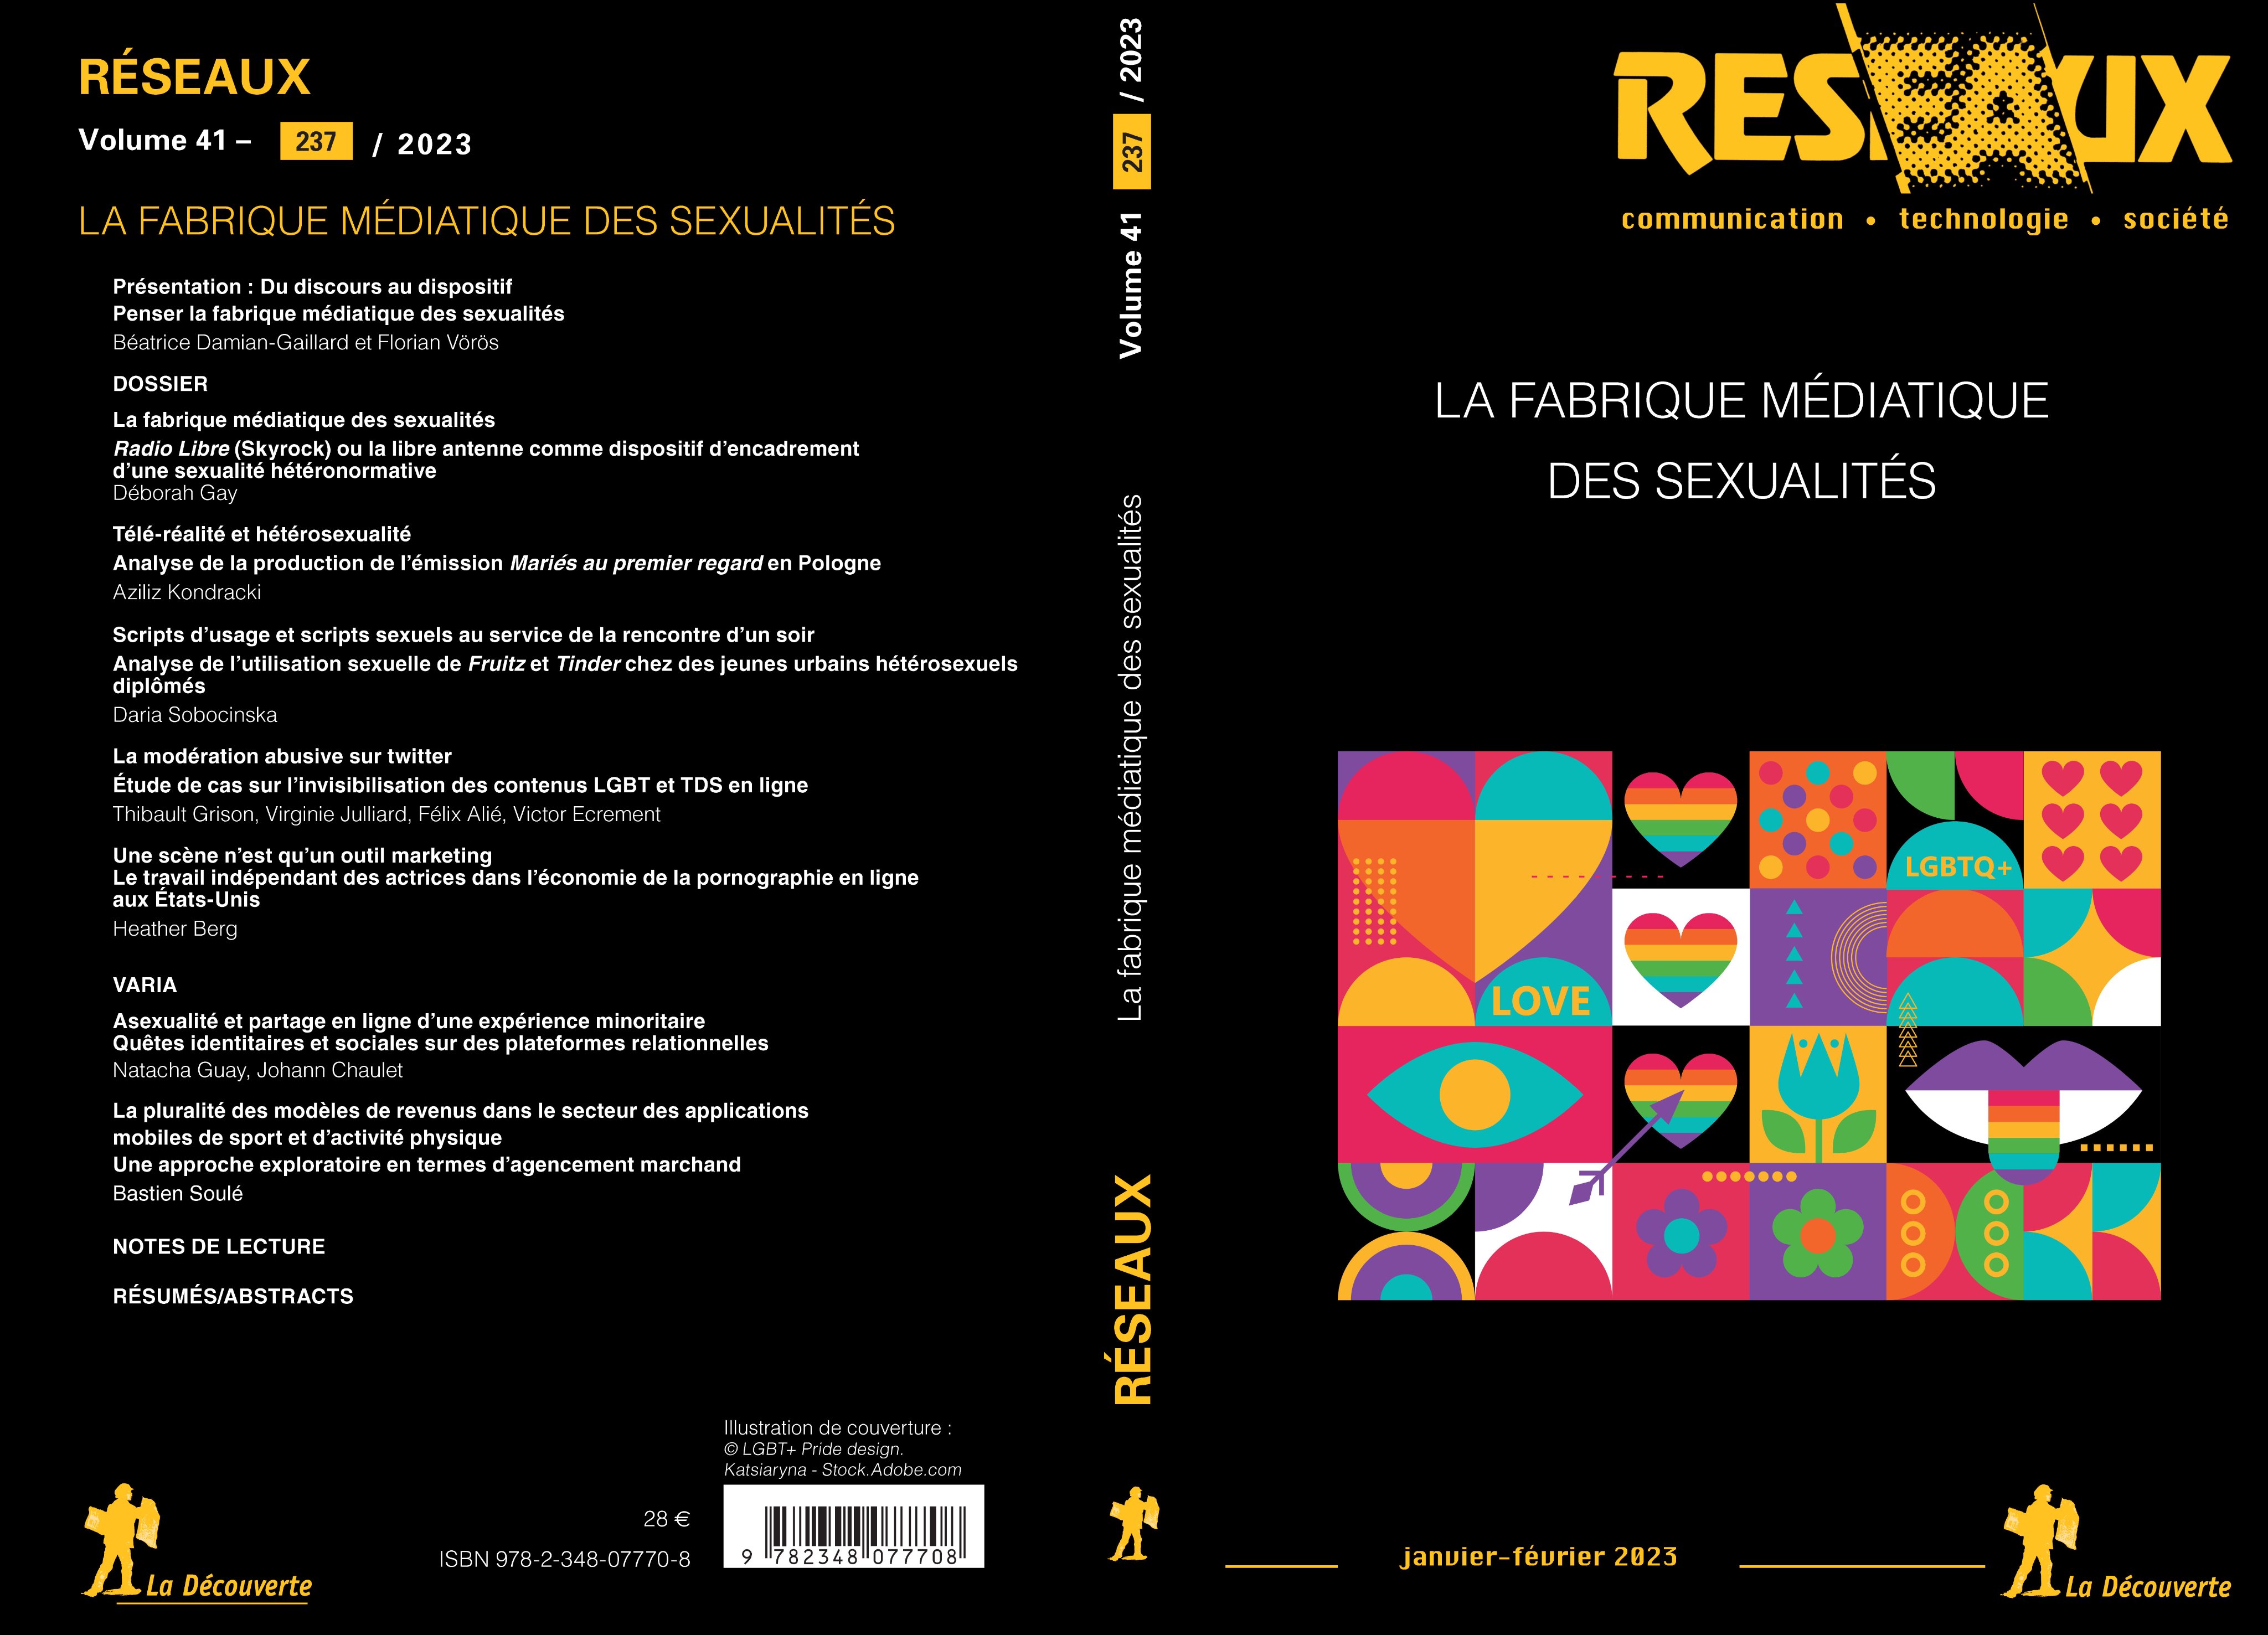 RÉSEAUX
Volume 41 – 237 / 2023
LA FABRIQUE MÉDIATIQUE DES SEXUALITÉS
Présentation : Du discours au dispositif
Penser la fabrique médiatique des sexualités
Béatrice Damian-Gaillard et Florian Vörös
DOSSIER
La fabrique médiatique des sexualités
Radio Libre (Skyrock) ou la libre antenne comme dispositif d’encadrement
d’une sexualité hétéronormative
Déborah Gay
Télé-réalité et hétérosexualité
Analyse de la production de l’émission Mariés au premier regard en Pologne
Aziliz Kondracki
Scripts d’usage et scripts sexuels au service de la rencontre d’un soir
Analyse de l’utilisation sexuelle de Fruitz et Tinder chez des jeunes urbains hétérosexuels
diplômés
Daria Sobocinska
La modération abusive sur twitter
Étude de cas sur l’invisibilisation des contenus LGBT et TDS en ligne
Thibault Grison, Virginie Julliard, Félix Alié, Victor Ecrement
Une scène n’est qu’un outil marketing
Le travail indépendant des actrices dans l’économie de la pornographie en ligne
aux États-Unis
Heather Berg
VARIA
Asexualité et partage en ligne d’une expérience minoritaire
Quêtes identitaires et sociales sur des plateformes relationnelles
Natacha Guay, Johann Chaulet
La pluralité des modèles de revenus dans le secteur des applications
mobiles de sport et d’activité physique
Une approche exploratoire en termes d’agencement marchand
Bastien Soulé
NOTES DE LECTURE
RÉSUMÉS/ABSTRACTS
Illustration de couverture :
© LGBT+ Pride design.
Katsiaryna - Stock.Adobe.com
28 €
ISBN 978-2-348-07770-8
9 782348 077708
La Découverte
RÉSEAUX
La fabrique médiatique des sexualités
Volume 41 237 / 2023
RESEAUX
communication • technologie • société
LA FABRIQUE MÉDIATIQUE
DES SEXUALITÉS
LGBTQ+
LOVE
janvier-février 2023
La Découverte